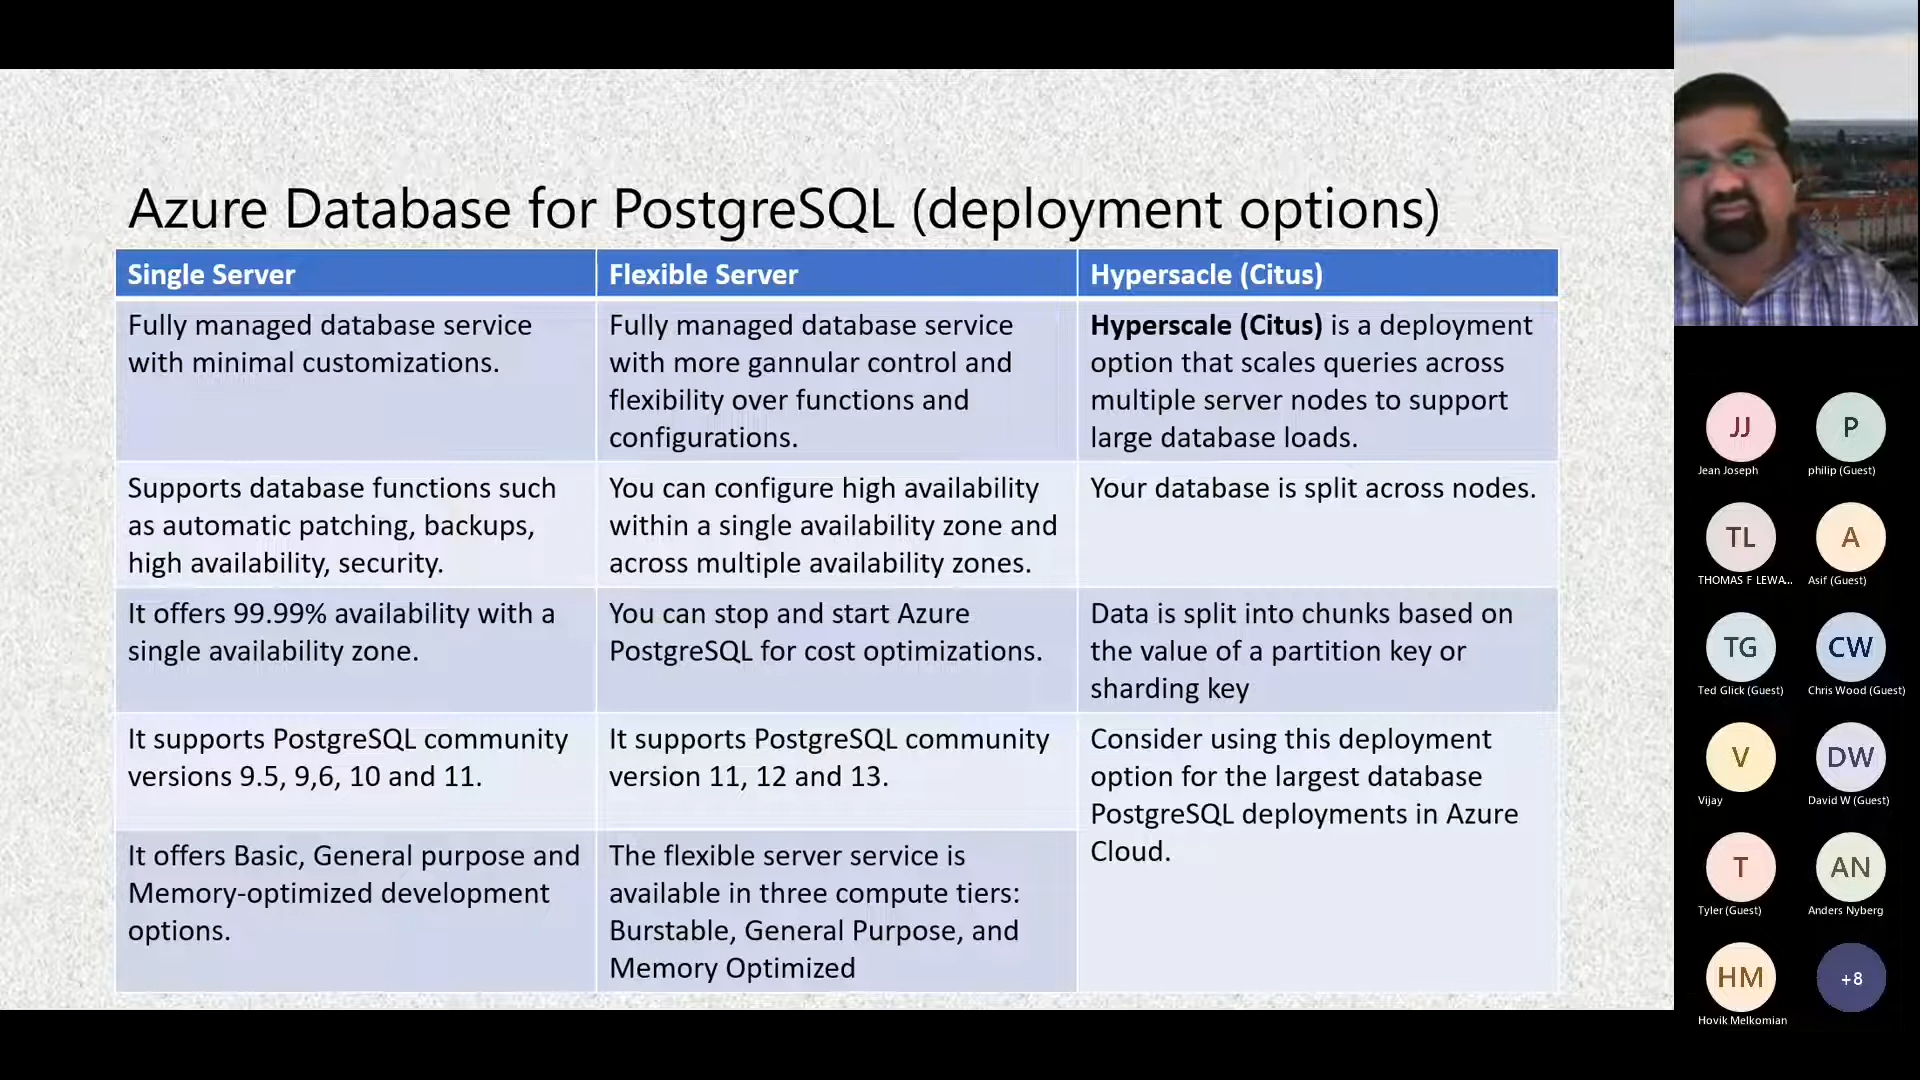 Azure Database for PostgreSQL (deployment options)
Single Server
Flexible Server
Hypersacle (Citus)
Fully managed database service
with minimal customizations.
Fully managed database service
with more gannular control and
flexibility over functions and
configurations.
Hyperscale (Citus) is a deployment
option that scales queries across
multiple server nodes to support
large database loads.
Supports database functions such
as automatic patching, backups,
high availability, security.
You can configure high availability
within a single availability zone and
across multiple availability zones.
Your database is split across nodes.
It offers 99.99% availability with a
single availability zone.
You can stop and start Azure
PostgreSQL for cost optimizations.
Data is split into chunks based on
the value of a partition key or
sharding key
It supports PostgreSQL community
versions 9.5, 9,6, 10 and 11.
It supports PostgreSQL community
version 11, 12 and 13.
Consider using this deployment
option for the largest database
PostgreSQL deployments in Azure
Cloud.
It offers Basic, General purpose and
Memory-optimized development
options.
The flexible server service is
available in three compute tiers:
Burstable, General Purpose, and
Memory Optimized
JJ
Jean Joseph
P
philip (Guest)
TL
THOMAS F LEWA...
A
Asif (Guest)
TG
Ted Glick (Guest)
CW
Chris Wood (Guest)
V
Vijay
DW
David W (Guest)
T
Tyler (Guest)
AN
Anders Nyberg
HM
Hovik Melkomian
+8